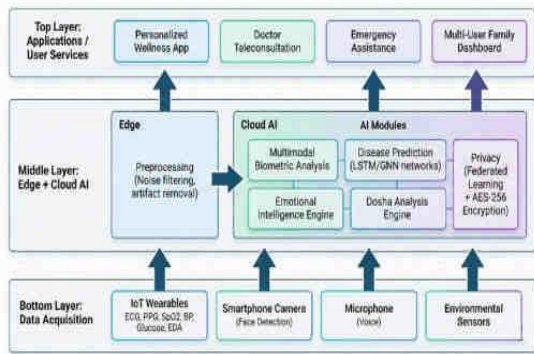 Top Layer:
Applications /
User Services
Personalized
Wellness App
Doctor
Teleconsultation
Emergency
Assistance
Multi-User Family
Dashboard
Middle Layer:
Edge + Cloud AI
Edge
Preprocessing
(Noise filtering,
artifact removal)
Cloud AI
AI Modules
Multimodal
Biometric Analysis
Disease Prediction
(LSTM/GNN networks)
Emotional
Intelligence Engine
Dosha Analysis
Engine
Privacy
(Federated
Learning
+ AES-256
Encryption)
Bottom Layer:
Data Acquisition
IoT Wearables
ECG, PPG, SpO2, BP,
Glucose, EDA
Smartphone Camera
(Face Detection)
Microphone
(Voice)
Environmental
Sensors